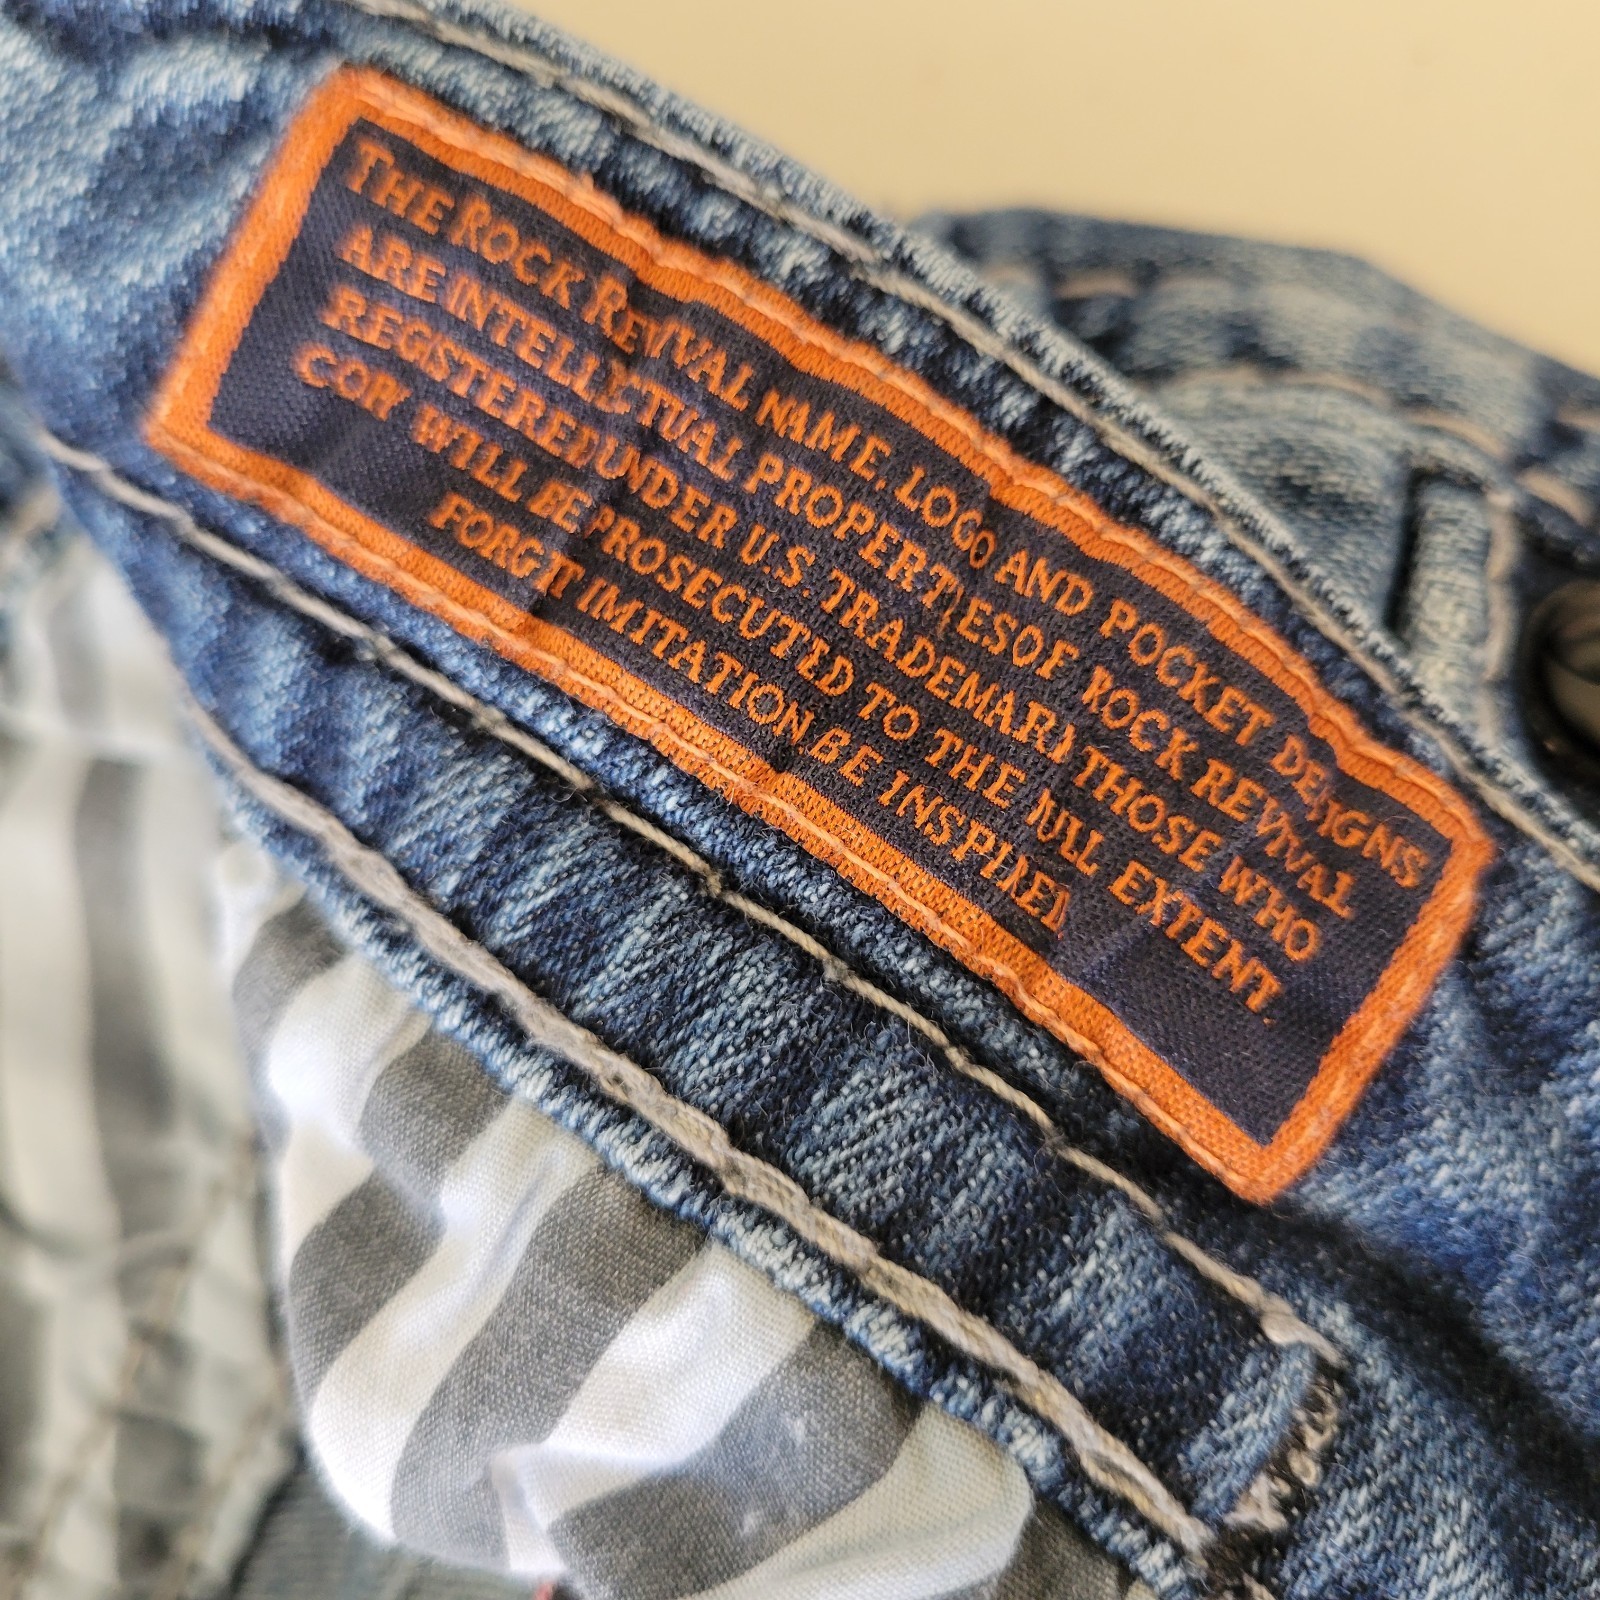 THE ROCK REVIVAL NAME, LOGO AND POCKET DESIGNS
ARE INTELLECTUAL PROPERTIES OF ROCK REVIVAL
REGISTERED UNDER U.S. TRADEMARK THOSE WHO
COPY WILL BE PROSECUTED TO THE FULL EXTENT.
FORGET IMITATION, BE INSPIRED